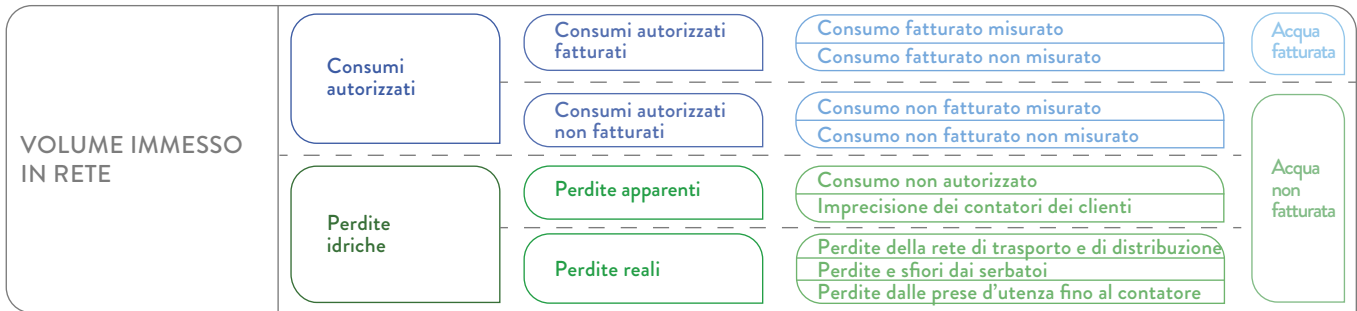 VOLUME IMMESSO
IN RETE
Consumi
autorizzati
Consumi autorizzati
fatturati
Consumo fatturato misurato
Consumo fatturato non misurato
Acqua
fatturata
Consumi autorizzati
non fatturati
Consumo non fatturato misurato
Consumo non fatturato non misurato
Perdite
idriche
Perdite apparenti
Consumo non autorizzato
Imprecisione dei contatori dei clienti
Perdite reali
Perdite della rete di trasporto e di distribuzione
Perdite e sfiori dai serbatoi
Perdite dalle prese d’utenza fino al contatore
Acqua
non
fatturata